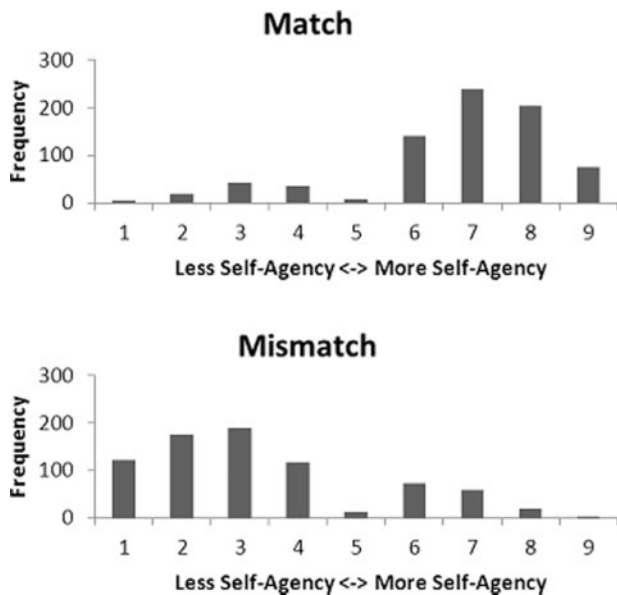 Match
300
200
100
0
Frequency
1 2 3 4 5 6 7 8 9
Less Self-Agency <-> More Self-Agency
Mismatch
300
200
100
0
Frequency
1 2 3 4 5 6 7 8 9
Less Self-Agency <-> More Self-Agency